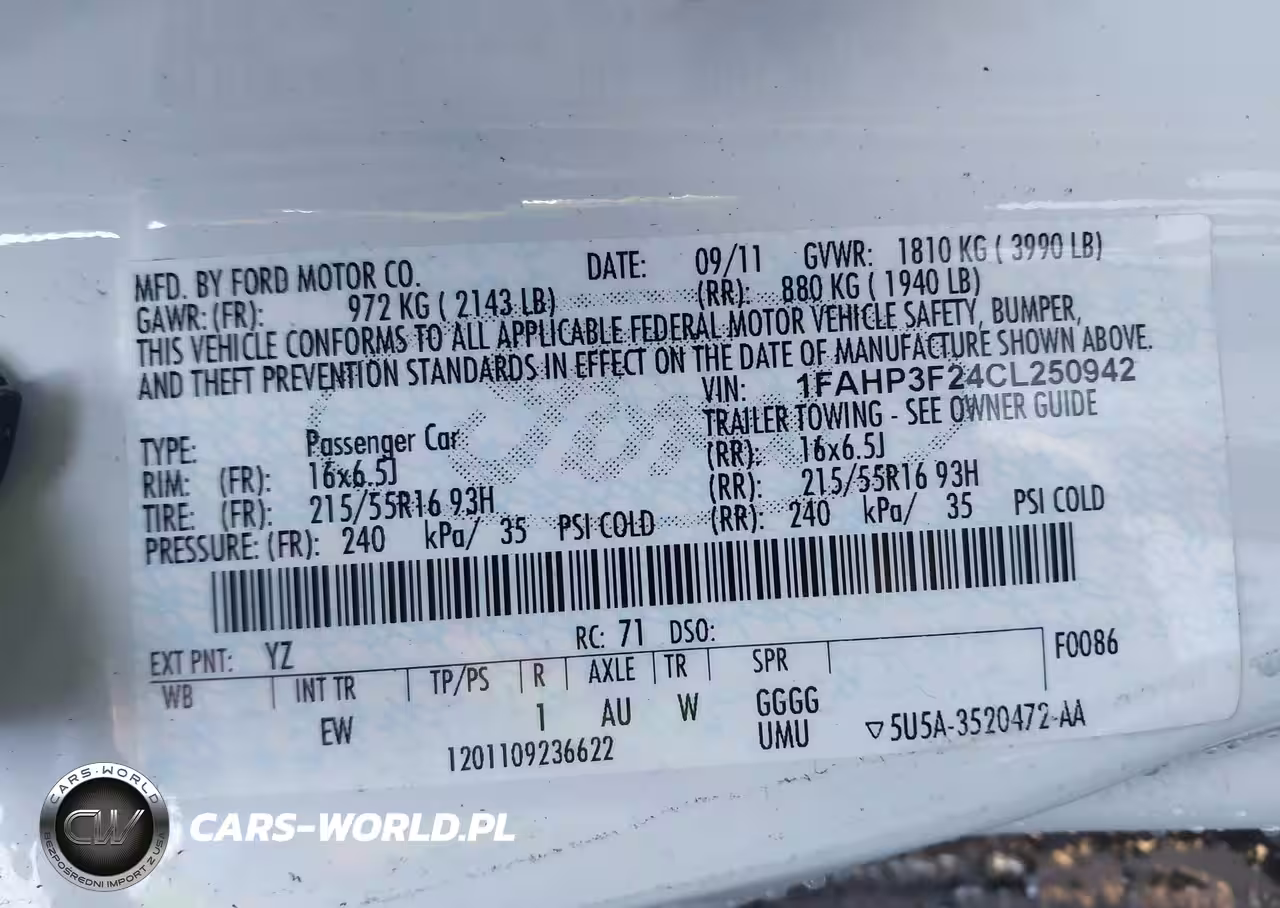 MFD. BY FORD MOTOR CO. DATE: 09/11 GVWR: 1810 KG ( 3990 LB)
GAWR: (FR): 972 KG ( 2143 LB) (RR): 880 KG ( 1940 LB)
THIS VEHICLE CONFORMS TO ALL APPLICABLE FEDERAL MOTOR VEHICLE SAFETY, BUMPER,
AND THEFT PREVENTION STANDARDS IN EFFECT ON THE DATE OF MANUFACTURE SHOWN ABOVE.
VIN: 1FAHP3F24CL250942
TRAILER TOWING - SEE OWNER GUIDE
TYPE: Passenger Car
RIM: (FR): 16x6.5J (RR): 16x6.5J
TIRE: (FR): 215/55R16 93H (RR): 215/55R16 93H
PRESSURE: (FR): 240 kPa/ 35 PSI COLD (RR): 240 kPa/ 35 PSI COLD
EXT PNT: YZ RC: 71 DSO:
WB INT TR TP/PS R AXLE TR SPR F0086
EW 1 AU W GGGG
1201109236622 UMU ▽5U5A-3520472-AA
Ford
CARS-WORLD
CW
BEZPOŚREDNI IMPORT Z USA
CARS-WORLD.PL